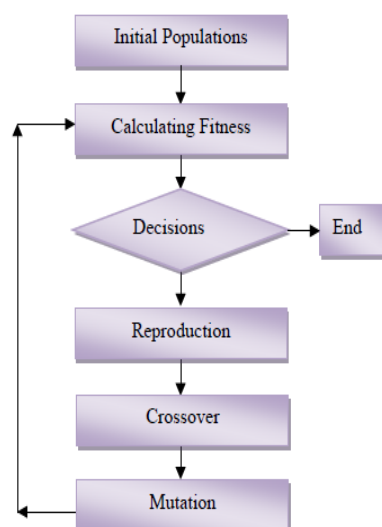 Initial Populations
Calculating Fitness
Decisions
End
Reproduction
Crossover
Mutation